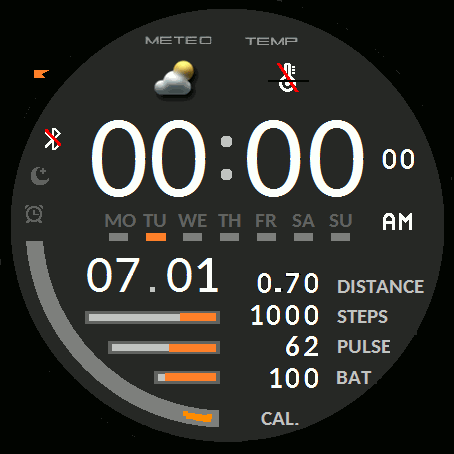 METEO TEMP
00:00 00
AM
MO TU WE TH FR SA SU
07.01
0.70 DISTANCE
1000 STEPS
62 PULSE
100 BAT
CAL.